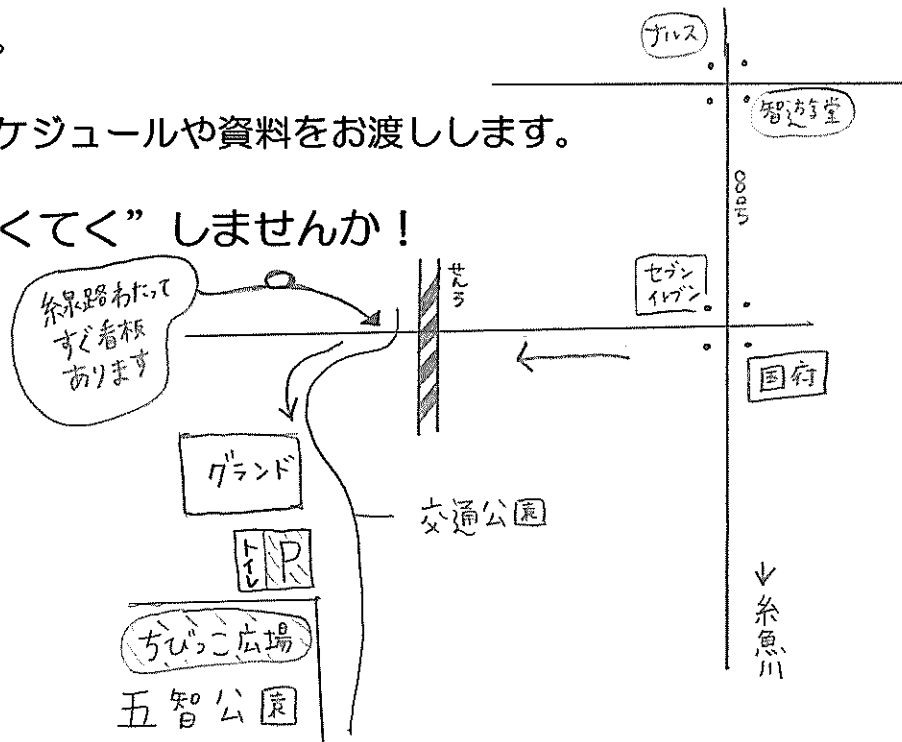 。
ケジュールや資料をお渡しします。
くてく”しませんか！
ナルス
智遊堂
8号
せんろ
セブン
イレブン
国府
線路わたって
すぐ看板
あります
グランド
交通公園
トイレ
P
ちびっこ広場
五智公園
↓糸魚川